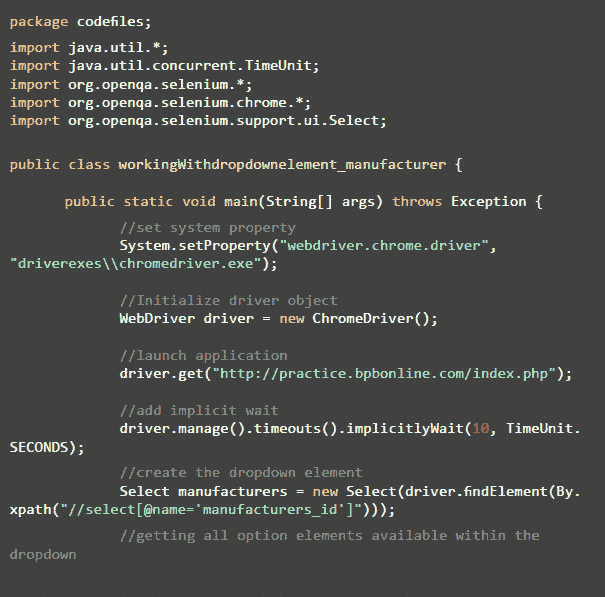 package codefiles;
import java.util.*;
import java.util.concurrent.TimeUnit;
import org.openqa.selenium.*;
import org.openqa.selenium.chrome.*;
import org.openqa.selenium.support.ui.Select;
public class workingWithdropdownelement_manufacturer {
public static void main(String[] args) throws Exception {
//set system property
System.setProperty("webdriver.chrome.driver",
"driverexes\\chromedriver.exe");
//Initialize driver object
WebDriver driver = new ChromeDriver();
//launch application
driver.get("http://practice.bpbonline.com/index.php");
//add implicit wait
driver.manage().timeouts().implicitlyWait(10, TimeUnit.
SECONDS);
//create the dropdown element
Select manufacturers = new Select(driver.findElement(By.
xpath("//select[@name='manufacturers_id']")));
//getting all option elements available within the
dropdown